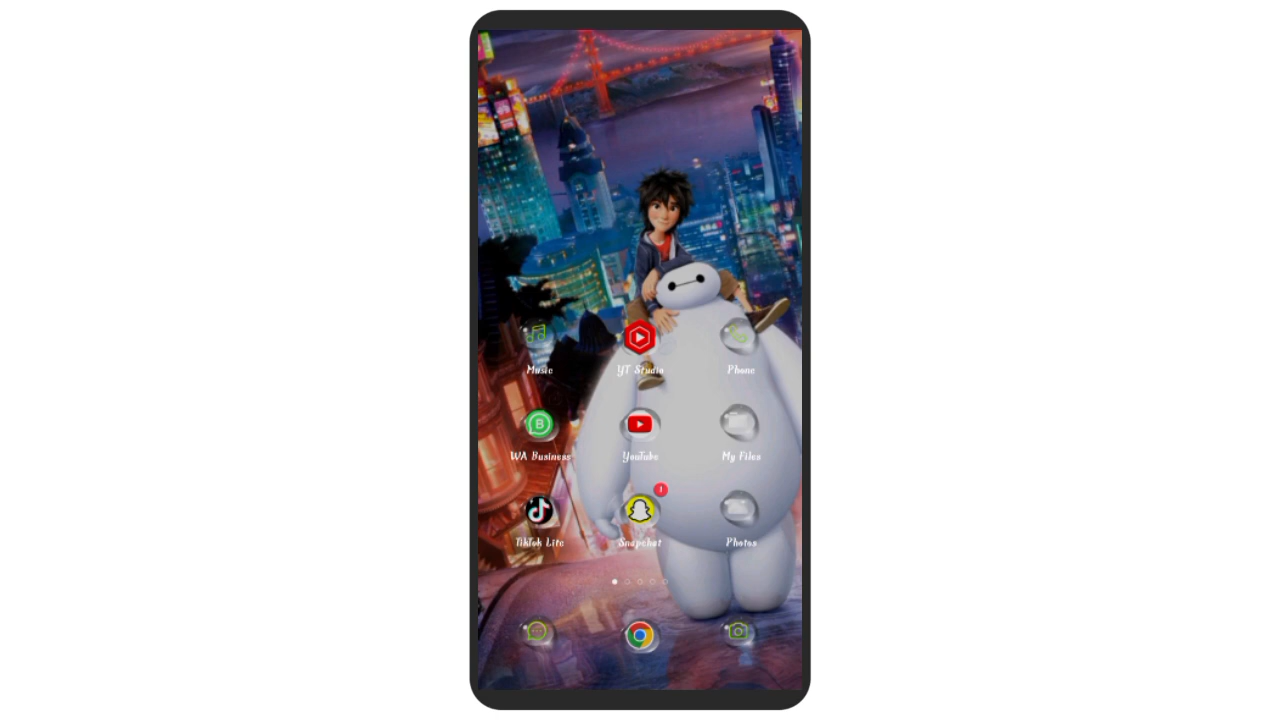 Music
YT Studio
Phone
WA Business
YouTube
My Files
TikTok Lite
Snapchat
Photos